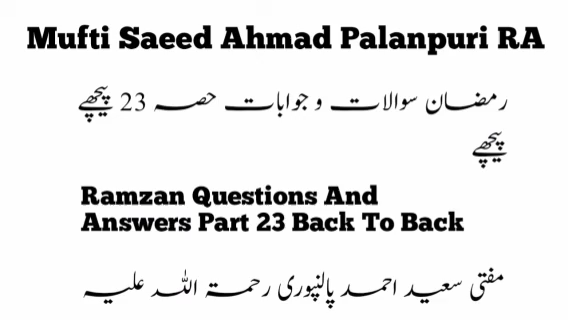 Mufti Saeed Ahmad Palanpuri RA
رمضان سوالات و جوابات حصہ 23 پیچھے
پیچھے
Ramzan Questions And
Answers Part 23 Back To Back
مفتی سعید احمد پالنپوری رحمۃ اللہ علیہ